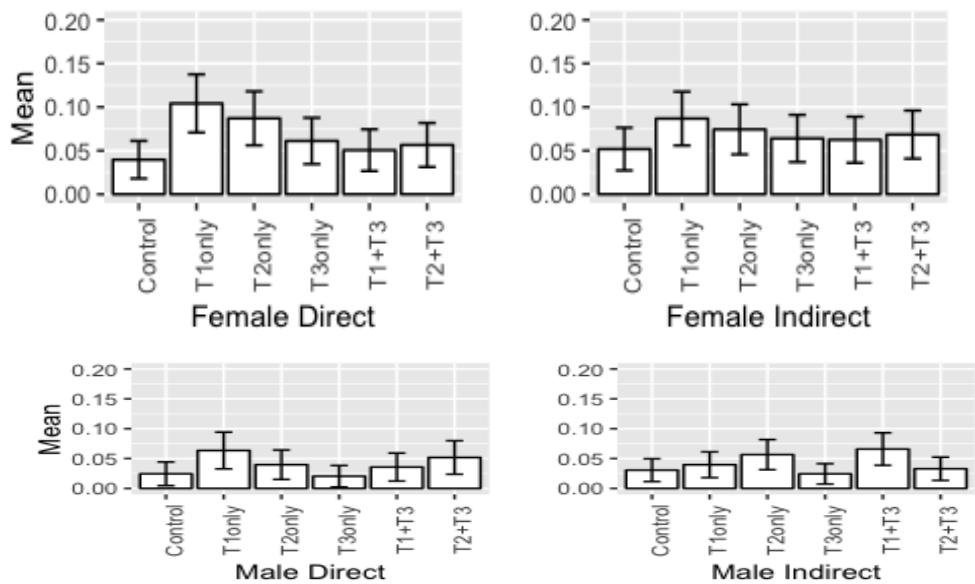 0.20
0.15
0.10
0.05
0.00
Mean
Control
T1only
T2only
T3only
T1+T3
T2+T3
Female Direct
0.20
0.15
0.10
0.05
0.00
Control
T1only
T2only
T3only
T1+T3
T2+T3
Female Indirect
0.20
0.15
0.10
0.05
0.00
Mean
Control
T1only
T2only
T3only
T1+T3
T2+T3
Male Direct
0.20
0.15
0.10
0.05
0.00
Control
T1only
T2only
T3only
T1+T3
T2+T3
Male Indirect